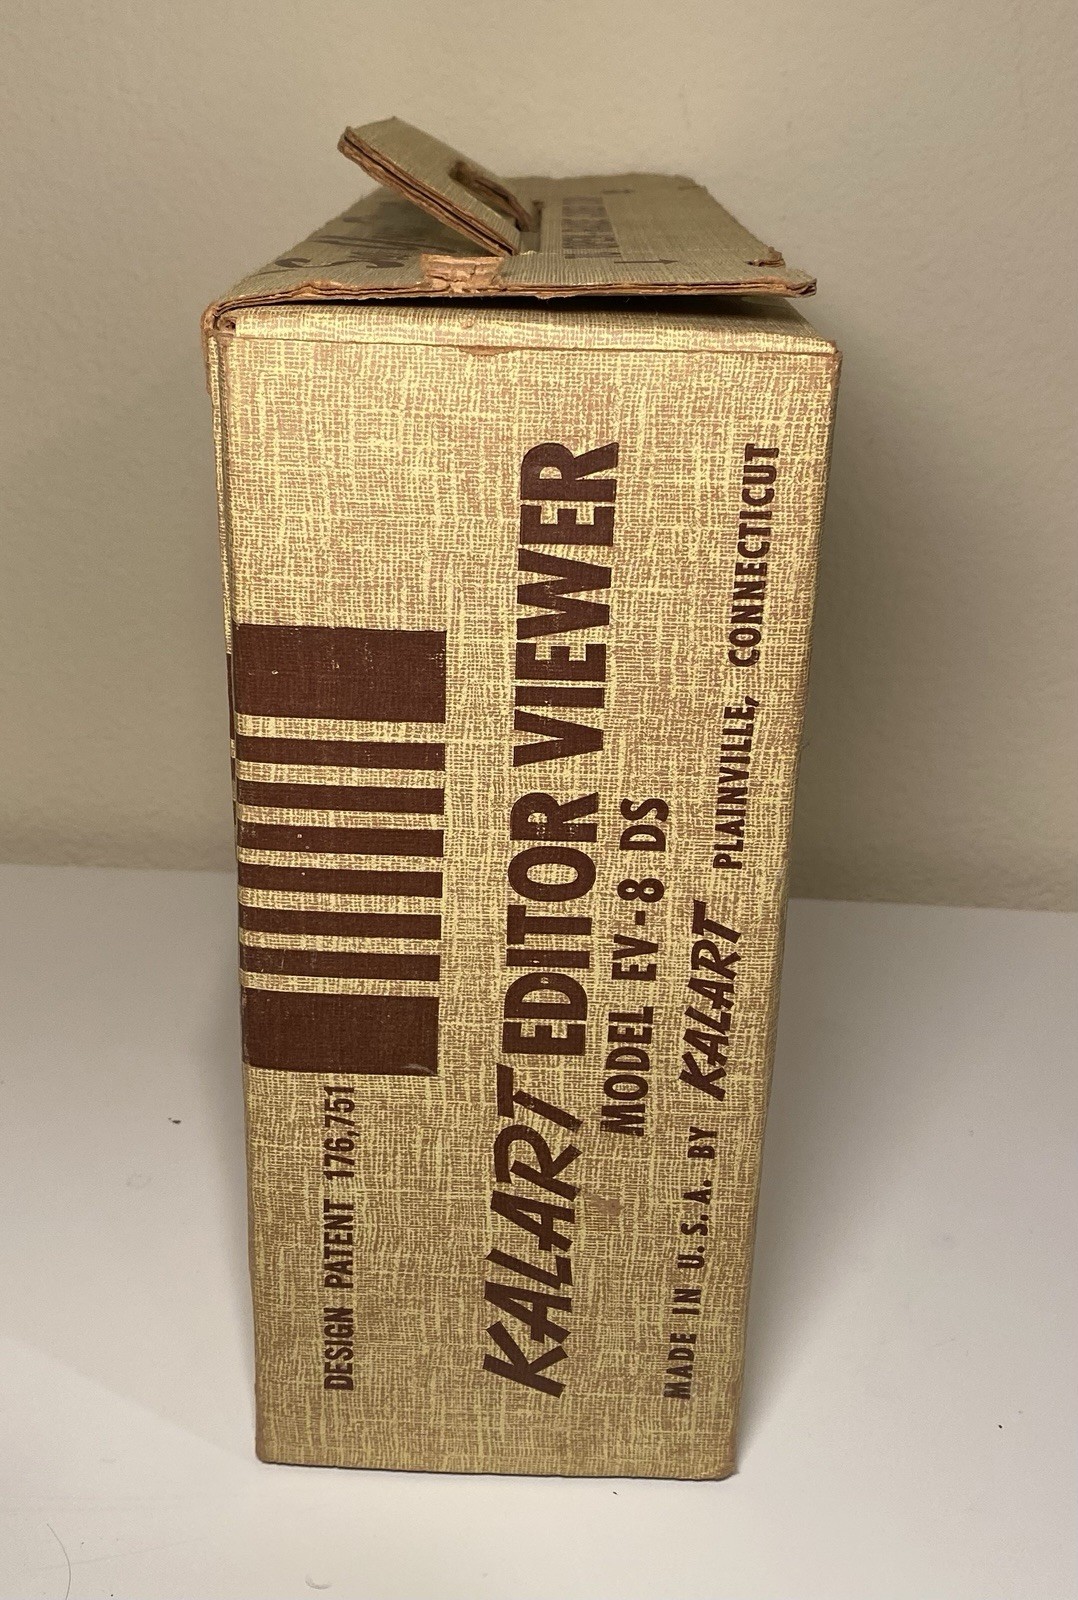 DESIGN PATENT 176,751
KALART EDITOR VIEWER
MODEL EV-8 DS
MADE IN U.S.A. BY KALART PLAINVILLE, CONNECTICUT